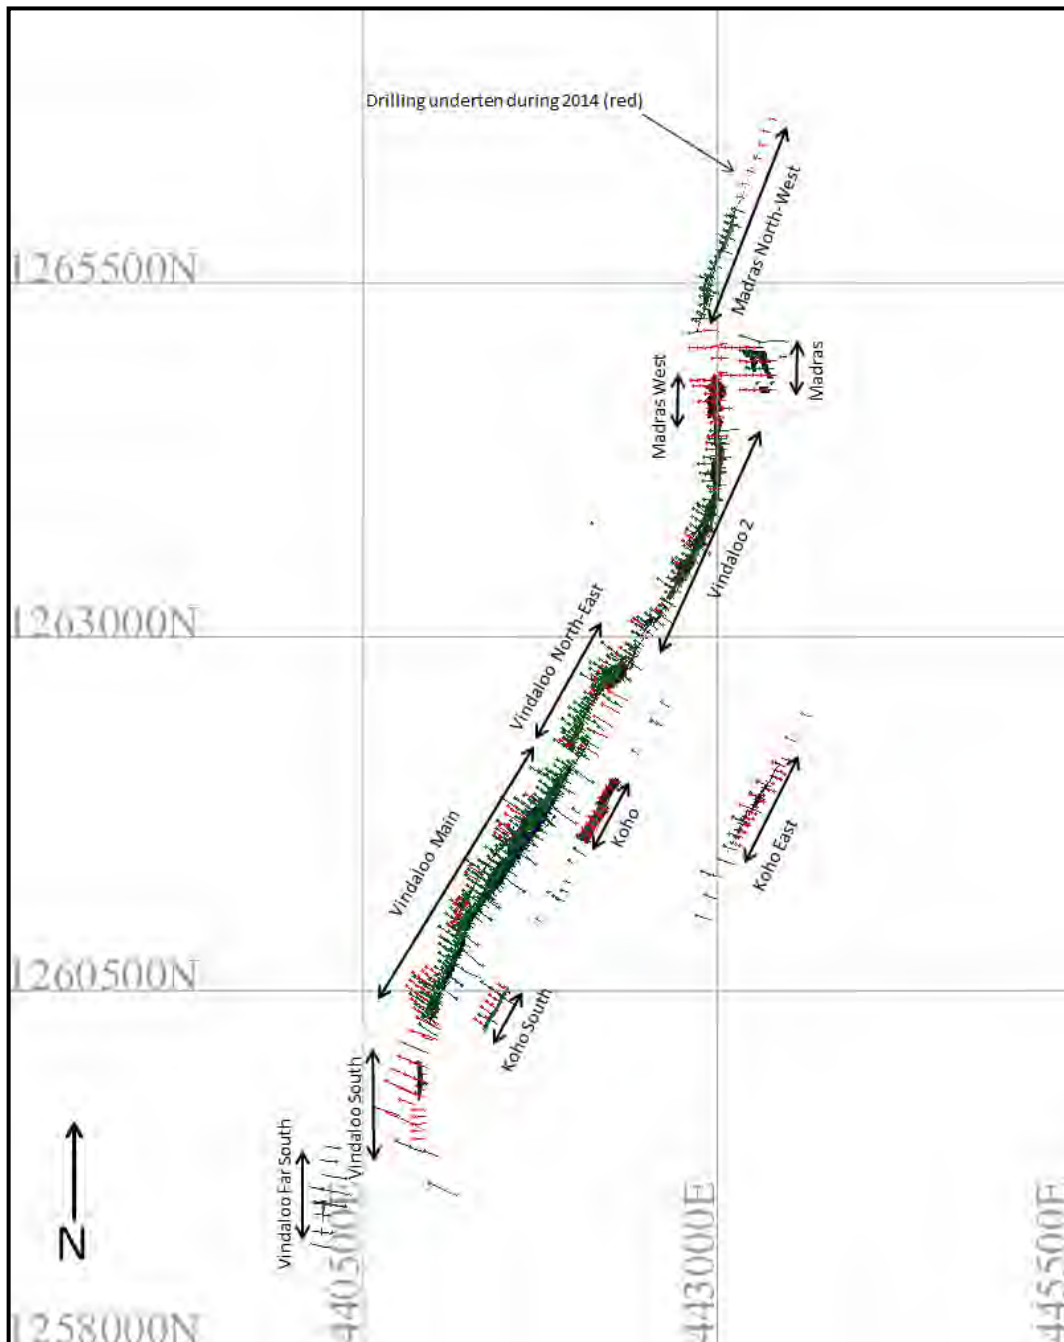 Drilling underten during 2014 (red)
Madras North-West
1265500N
Madras
Madras West
Vindaloo 2
1263000N
Vindaloo North-East
Vindaloo Main
Koho
Koho East
1260500N
Koho South
Vindaloo South
Vindaloo Far South
N
440500E
443000E
445500E
1258000N